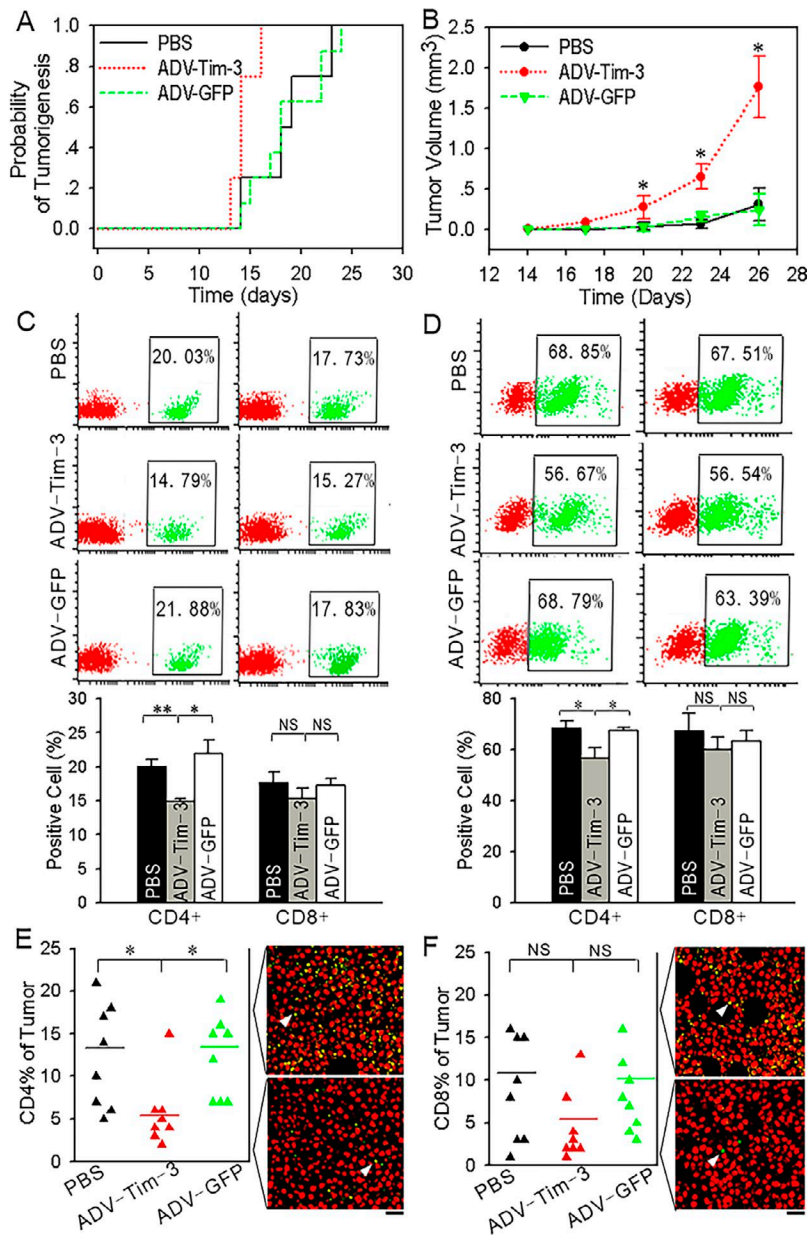 A
1.0
.8
.6
.4
.2
0.0
Probability
of Tumorigenesis
PBS
ADV-Tim-3
ADV-GFP
0 5 10 15 20 25 30
Time (days)
B
2.5
2.0
1.5
1.0
.5
0.0
Tumor Volume (mm3)
PBS
ADV-Tim-3
ADV-GFP
* * *
12 14 16 18 20 22 24 26 28
Time (Days)
C
PBS
20.03% 17.73%
ADV-Tim-3
14.79% 15.27%
ADV-GFP
21.88% 17.83%
30
25
20
15
10
Positive Cell (%)
** * NS NS
PBS ADV-Tim-3 ADV-GFP PBS ADV-Tim-3 ADV-GFP
CD4+ CD8+
D
PBS
68.85% 67.51%
ADV-Tim-3
56.67% 56.54%
ADV-GFP
68.79% 63.39%
80
60
40
20
0
Positive Cell (%)
* * NS NS
PBS ADV-Tim-3 ADV-GFP PBS ADV-Tim-3 ADV-GFP
CD4+ CD8+
E
25
20
15
10
5
0
CD4% of Tumor
* *
PBS ADV-Tim-3 ADV-GFP
F
25
20
15
10
5
0
CD8% of Tumor
NS NS
PBS ADV-Tim-3 ADV-GFP